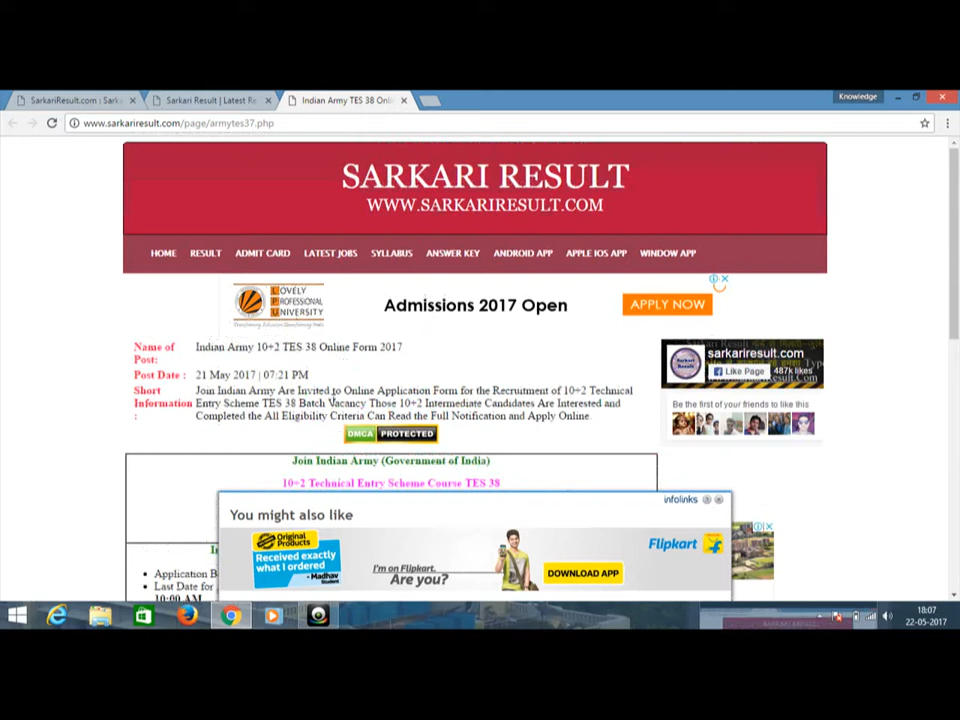 SarkariResult.com : Sarka
Sarkari Result | Latest Re
Indian Army TES 38 Onli
Knowledge
www.sarkariresult.com/page/armytes37.php
SARKARI RESULT
WWW.SARKARIRESULT.COM
HOME RESULT ADMIT CARD LATEST JOBS SYLLABUS ANSWER KEY ANDROID APP APPLE IOS APP WINDOW APP
LOVELY
PROFESSIONAL
UNIVERSITY
Admissions 2017 Open
APPLY NOW
Name of Post: Indian Army 10+2 TES 38 Online Form 2017
Post Date : 21 May 2017 | 07:21 PM
Short Information : Join Indian Army Are Invited to Online Application Form for the Recruitment of 10+2 Technical
Entry Scheme TES 38 Batch Vacancy Those 10+2 Intermediate Candidates Are Interested and
Completed the All Eligibility Criteria Can Read the Full Notification and Apply Online.
DMCA PROTECTED
sarkariresult.com
Like Page 487k likes
Be the first of your friends to like this
Join Indian Army (Government of India)
10+2 Technical Entry Scheme Course TES 38
infolinks
You might also like
Original
Products
Received exactly
what I ordered
- Madhav
Student
I'm on Flipkart.
Are you?
Flipkart
DOWNLOAD APP
Application B
Last Date for
10:00 AM
18:07
22-05-2017